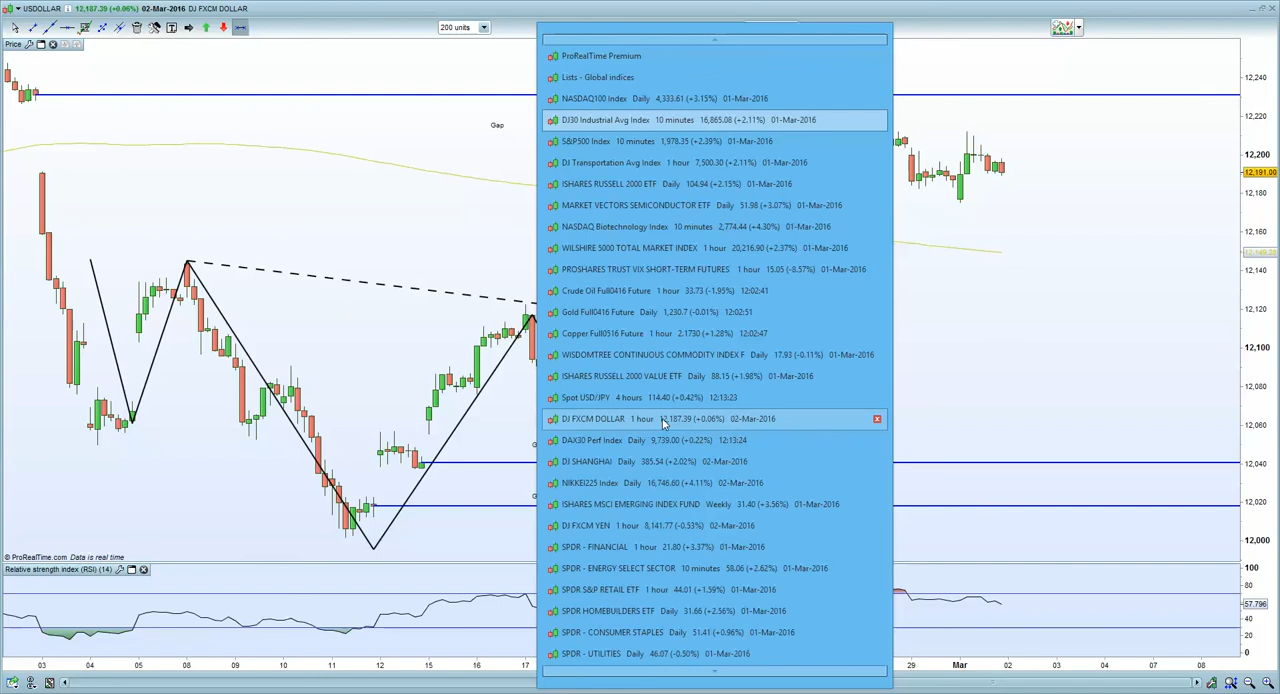 USDOLLAR 12,187.39 (+0.06%) 02-Mar-2016 DJ FXCM DOLLAR
200 units
Price
ProRealTime Premium
Lists - Global indices
NASDAQ100 Index Daily 4,333.61 (+3.15%) 01-Mar-2016
DJ30 Industrial Avg Index 10 minutes 16,865.08 (+2.11%) 01-Mar-2016
S&P500 Index 10 minutes 1,978.35 (+2.39%) 01-Mar-2016
DJ Transportation Avg Index 1 hour 7,500.30 (+2.11%) 01-Mar-2016
ISHARES RUSSELL 2000 ETF Daily 104.94 (+2.15%) 01-Mar-2016
MARKET VECTORS SEMICONDUCTOR ETF Daily 51.98 (+3.07%) 01-Mar-2016
NASDAQ Biotechnology Index 10 minutes 2,774.44 (+4.30%) 01-Mar-2016
WILSHIRE 5000 TOTAL MARKET INDEX 1 hour 20,216.90 (+2.37%) 01-Mar-2016
PROSHARES TRUST VIX SHORT-TERM FUTURES 1 hour 15.05 (-8.57%) 01-Mar-2016
Crude Oil Full0416 Future 1 hour 33.73 (-1.95%) 12:02:41
Gold Full0416 Future Daily 1,230.7 (-0.01%) 12:02:51
Copper Full0516 Future 1 hour 2.1730 (+1.28%) 12:02:47
WISDOMTREE CONTINUOUS COMMODITY INDEX F Daily 17.93 (-0.11%) 01-Mar-2016
ISHARES RUSSELL 2000 VALUE ETF Daily 88.15 (+1.98%) 01-Mar-2016
Spot USD/JPY 4 hours 114.40 (+0.42%) 12:13:23
DJ FXCM DOLLAR 1 hour 12,187.39 (+0.06%) 02-Mar-2016
DAX30 Perf Index Daily 9,739.00 (+0.22%) 12:13:24
DJ SHANGHAI Daily 385.54 (+2.02%) 02-Mar-2016
NIKKEI225 Index Daily 16,746.60 (+4.11%) 02-Mar-2016
ISHARES MSCI EMERGING INDEX FUND Weekly 31.40 (+3.56%) 01-Mar-2016
DJ FXCM YEN 1 hour 8,141.77 (-0.53%) 02-Mar-2016
SPDR - FINANCIAL 1 hour 21.80 (+3.37%) 01-Mar-2016
SPDR - ENERGY SELECT SECTOR 10 minutes 58.06 (+2.62%) 01-Mar-2016
SPDR S&P RETAIL ETF 1 hour 44.01 (+1.59%) 01-Mar-2016
SPDR HOMEBUILDERS ETF Daily 31.66 (+2.56%) 01-Mar-2016
SPDR - CONSUMER STAPLES Daily 51.41 (+0.96%) 01-Mar-2016
SPDR - UTILITIES Daily 46.07 (-0.50%) 01-Mar-2016
Gap
12,240
12,220
12,200
12,191.00
12,180
12,160
12,140
12,120
12,100
12,080
12,060
12,040
12,020
12,000
© ProRealTime.com Data is real time
Relative strength index (RSI) (14)
100
80
57.796
40
20
0
03 04 05 08 09 10 11 12 15 16 17 29 Mar 02 03 04 07 08